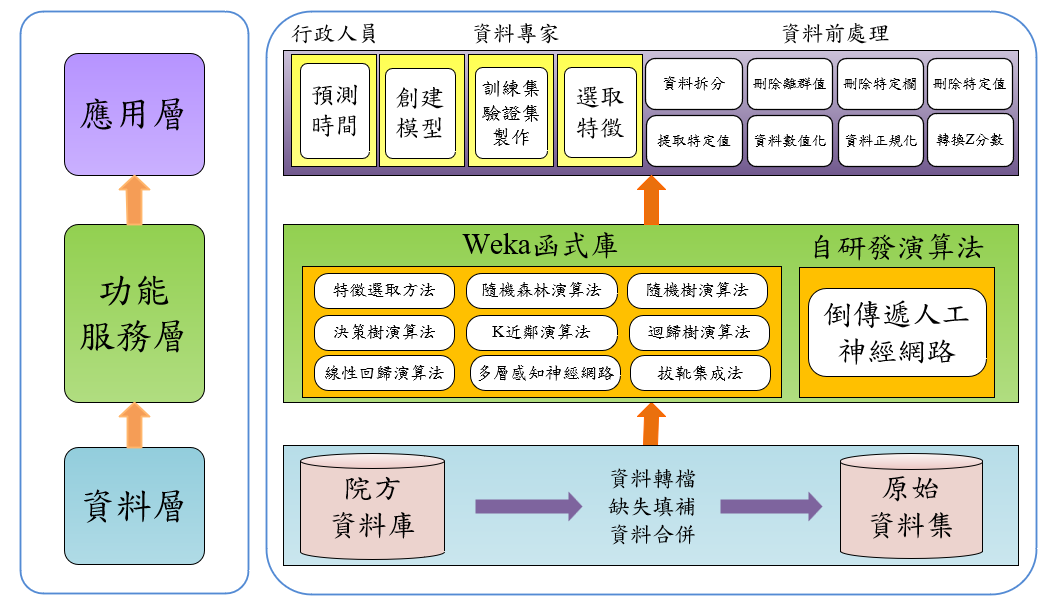 行政人員
資料專家
資料前處理
應用層
預測
時間
創建
模型
訓練集
驗證集
製作
選取
特徵
資料拆分
刪除離群值
刪除特定欄
刪除特定值
提取特定值
資料數值化
資料正規化
轉換Z分數
功能
服務層
Weka函式庫
特徵選取方法
隨機森林演算法
隨機樹演算法
決策樹演算法
K近鄰演算法
迴歸樹演算法
線性回歸演算法
多層感知神經網路
拔靴集成法
自研發演算法
倒傳遞人工
神經網路
資料層
院方
資料庫
資料轉檔
缺失填補
資料合併
原始
資料集